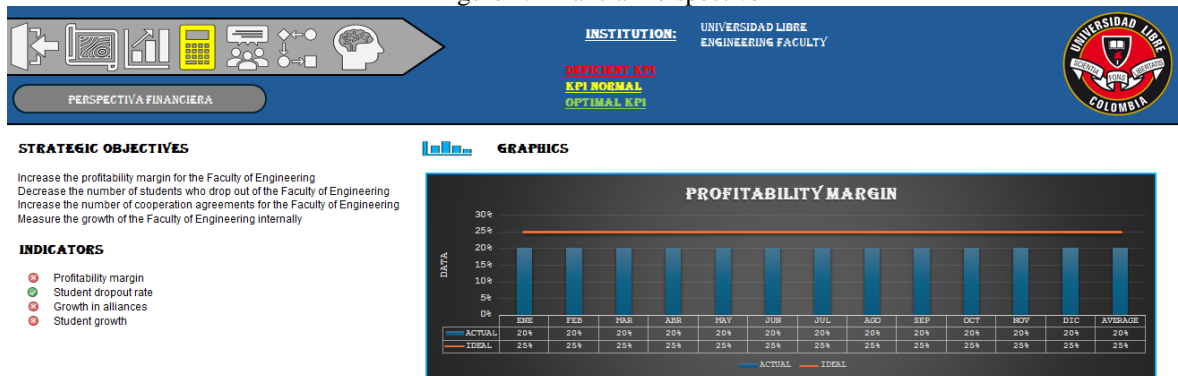 INSTITUTION:
UNIVERSIDAD LIBRE
ENGINEERING FACULTY
DEFICIENT KPI
KPI NORMAL
OPTIMAL KPI
PERSPECTIVA FINANCIERA
UNIVERSIDAD LIBRE
SCIENTIA FONS LIBERTATIS
COLOMBIA
STRATEGIC OBJECTIVES
Increase the profitability margin for the Faculty of Engineering
Decrease the number of students who drop out of the Faculty of Engineering
Increase the number of cooperation agreements for the Faculty of Engineering
Measure the growth of the Faculty of Engineering internally
INDICATORS
Profitability margin
Student dropout rate
Growth in alliances
Student growth
GRAPHICS
PROFITABILITY MARGIN
DATA
30%
25%
20%
15%
10%
5%
0%
ENE FEB MAR ABR MAY JUN JUL AGO SEP OCT NOV DIC AVERAGE
ACTUAL 20% 20% 20% 20% 20% 20% 20% 20% 20% 20% 20% 20% 20%
IDEAL 25% 25% 25% 25% 25% 25% 25% 25% 25% 25% 25% 25% 25%
ACTUAL IDEAL